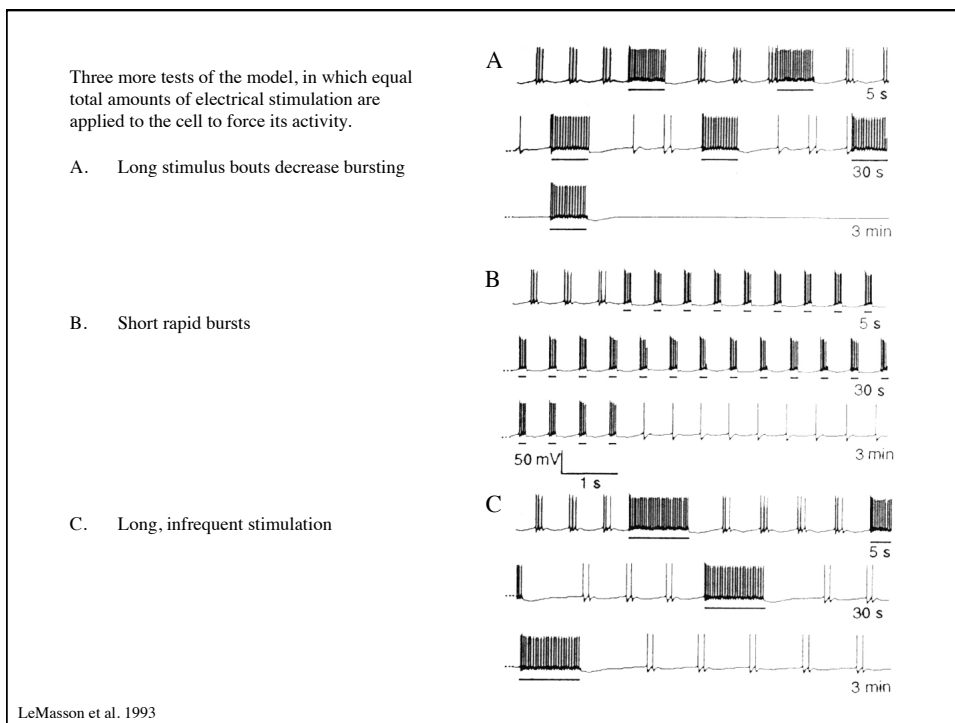 Three more tests of the model, in which equal
total amounts of electrical stimulation are
applied to the cell to force its activity.
A. Long stimulus bouts decrease bursting
B. Short rapid bursts
C. Long, infrequent stimulation
A
5 s
30 s
3 min
B
5 s
30 s
3 min
50 mV
1 s
C
5 s
30 s
3 min
LeMasson et al. 1993